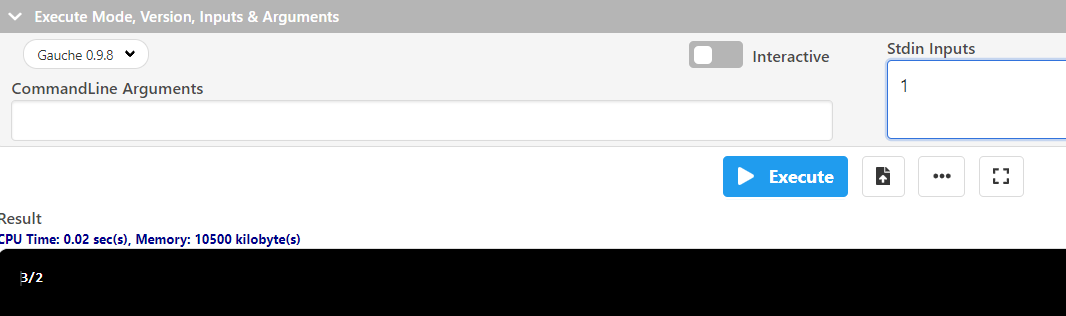 Execute Mode, Version, Inputs & Arguments
Gauche 0.9.8
Interactive
Stdin Inputs
CommandLine Arguments
1
Execute
Result
CPU Time: 0.02 sec(s), Memory: 10500 kilobyte(s)
3/2